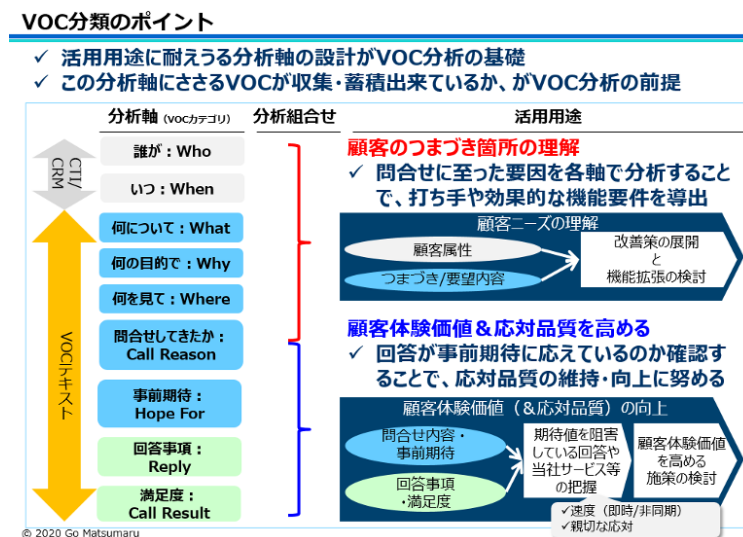 VOC分類のポイント
✓ 活用用途に耐えうる分析軸の設計がVOC分析の基礎
✓ この分析軸にささるVOCが収集・蓄積出来ているか、がVOC分析の前提
分析軸 (VOCカテゴリ)
分析組合せ
活用用途
CTI/
CRM
VOCテキスト
誰が：Who
いつ：When
何について：What
何の目的で：Why
何を見て：Where
問合せしてきたか：
Call Reason
事前期待：
Hope For
回答事項：
Reply
満足度：
Call Result
顧客のつまづき箇所の理解
✓ 問合せに至った要因を各軸で分析すること
で、打ち手や効果的な機能要件を導出
顧客ニーズの理解
顧客属性
つまづき/要望内容
改善策の展開
と
機能拡張の検討
顧客体験価値＆応対品質を高める
✓ 回答が事前期待に応えているのか確認す
ることで、応対品質の維持・向上に努める
顧客体験価値（＆応対品質）の向上
問合せ内容・
事前期待
回答事項
・満足度
期待値を阻害
している回答や
当社サービス等
の把握
顧客体験価値
を高める
施策の検討
✓速度（即時/非同期）
✓親切な応対
© 2020 Go Matsumaru